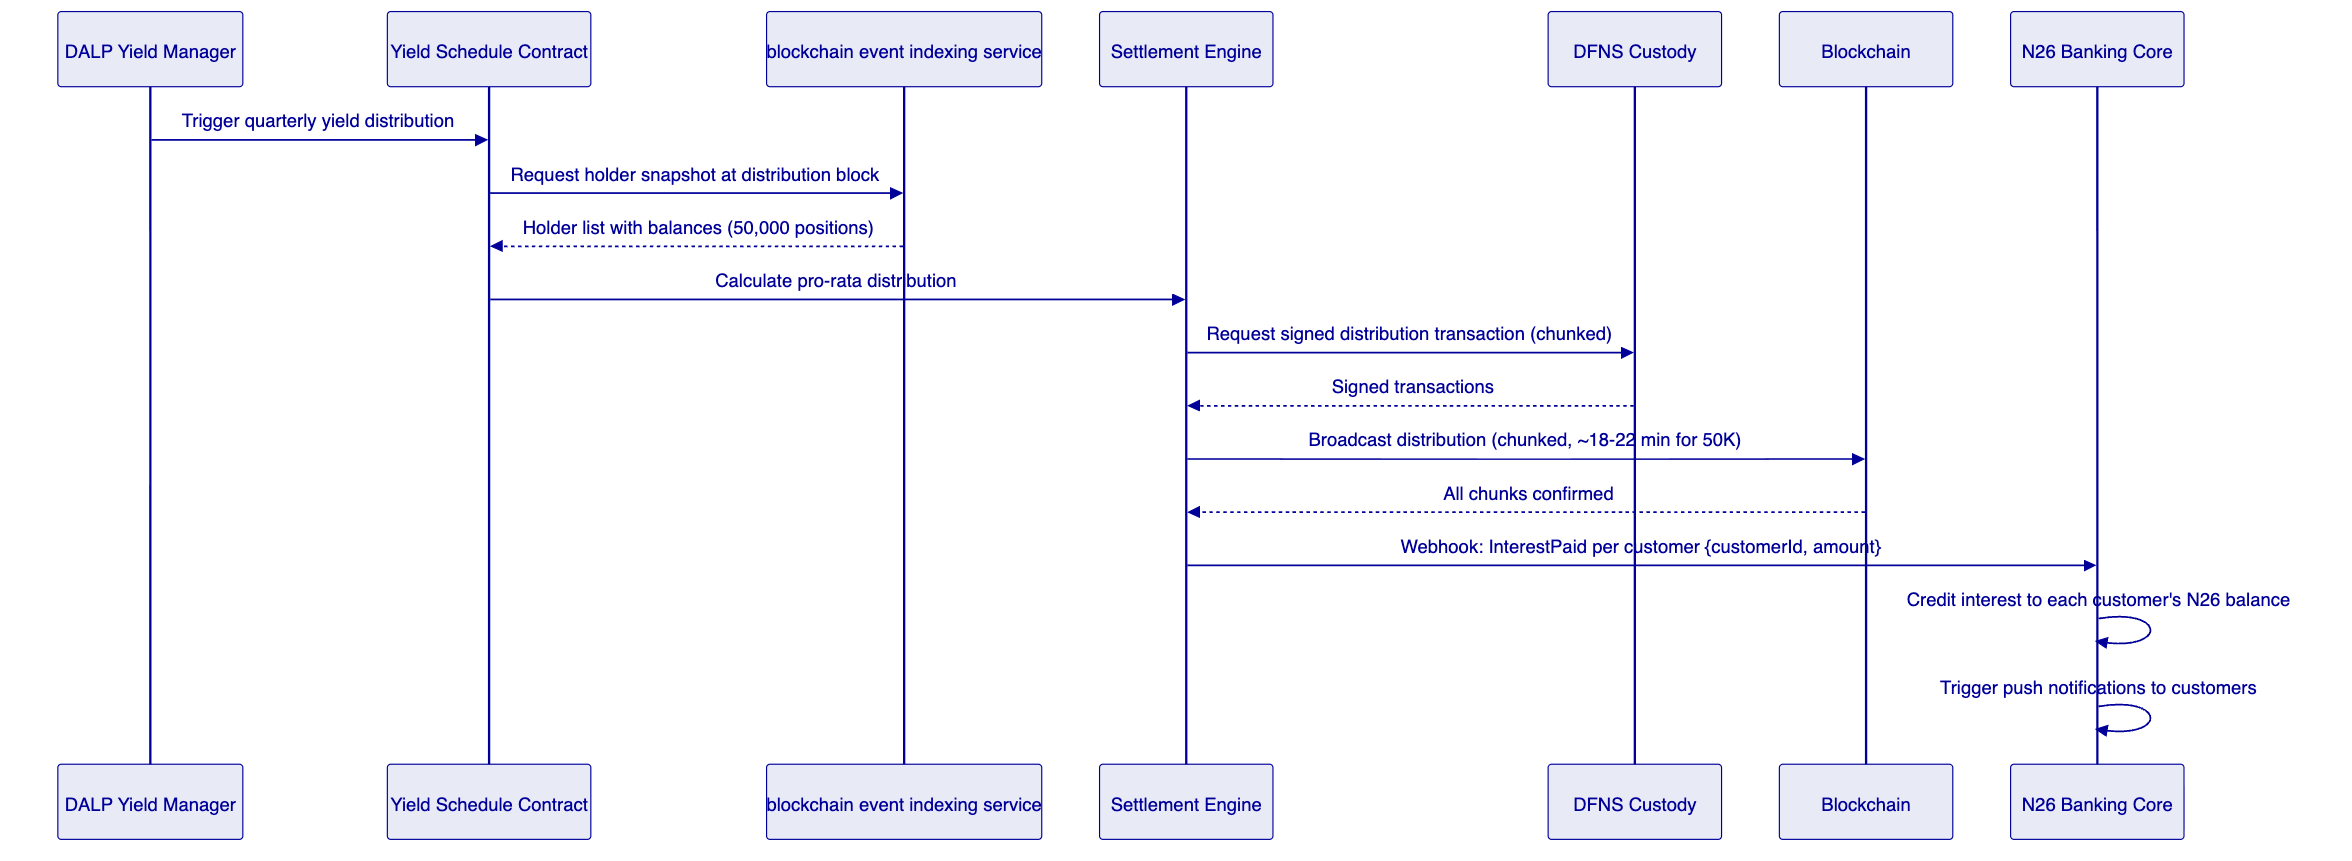 DALP Yield Manager
Yield Schedule Contract
blockchain event indexing service
Settlement Engine
DFNS Custody
Blockchain
N26 Banking Core
Trigger quarterly yield distribution
Request holder snapshot at distribution block
Holder list with balances (50,000 positions)
Calculate pro-rata distribution
Request signed distribution transaction (chunked)
Signed transactions
Broadcast distribution (chunked, ~18-22 min for 50K)
All chunks confirmed
Webhook: InterestPaid per customer {customerId, amount}
Credit interest to each customer's N26 balance
Trigger push notifications to customers
DALP Yield Manager
Yield Schedule Contract
blockchain event indexing service
Settlement Engine
DFNS Custody
Blockchain
N26 Banking Core